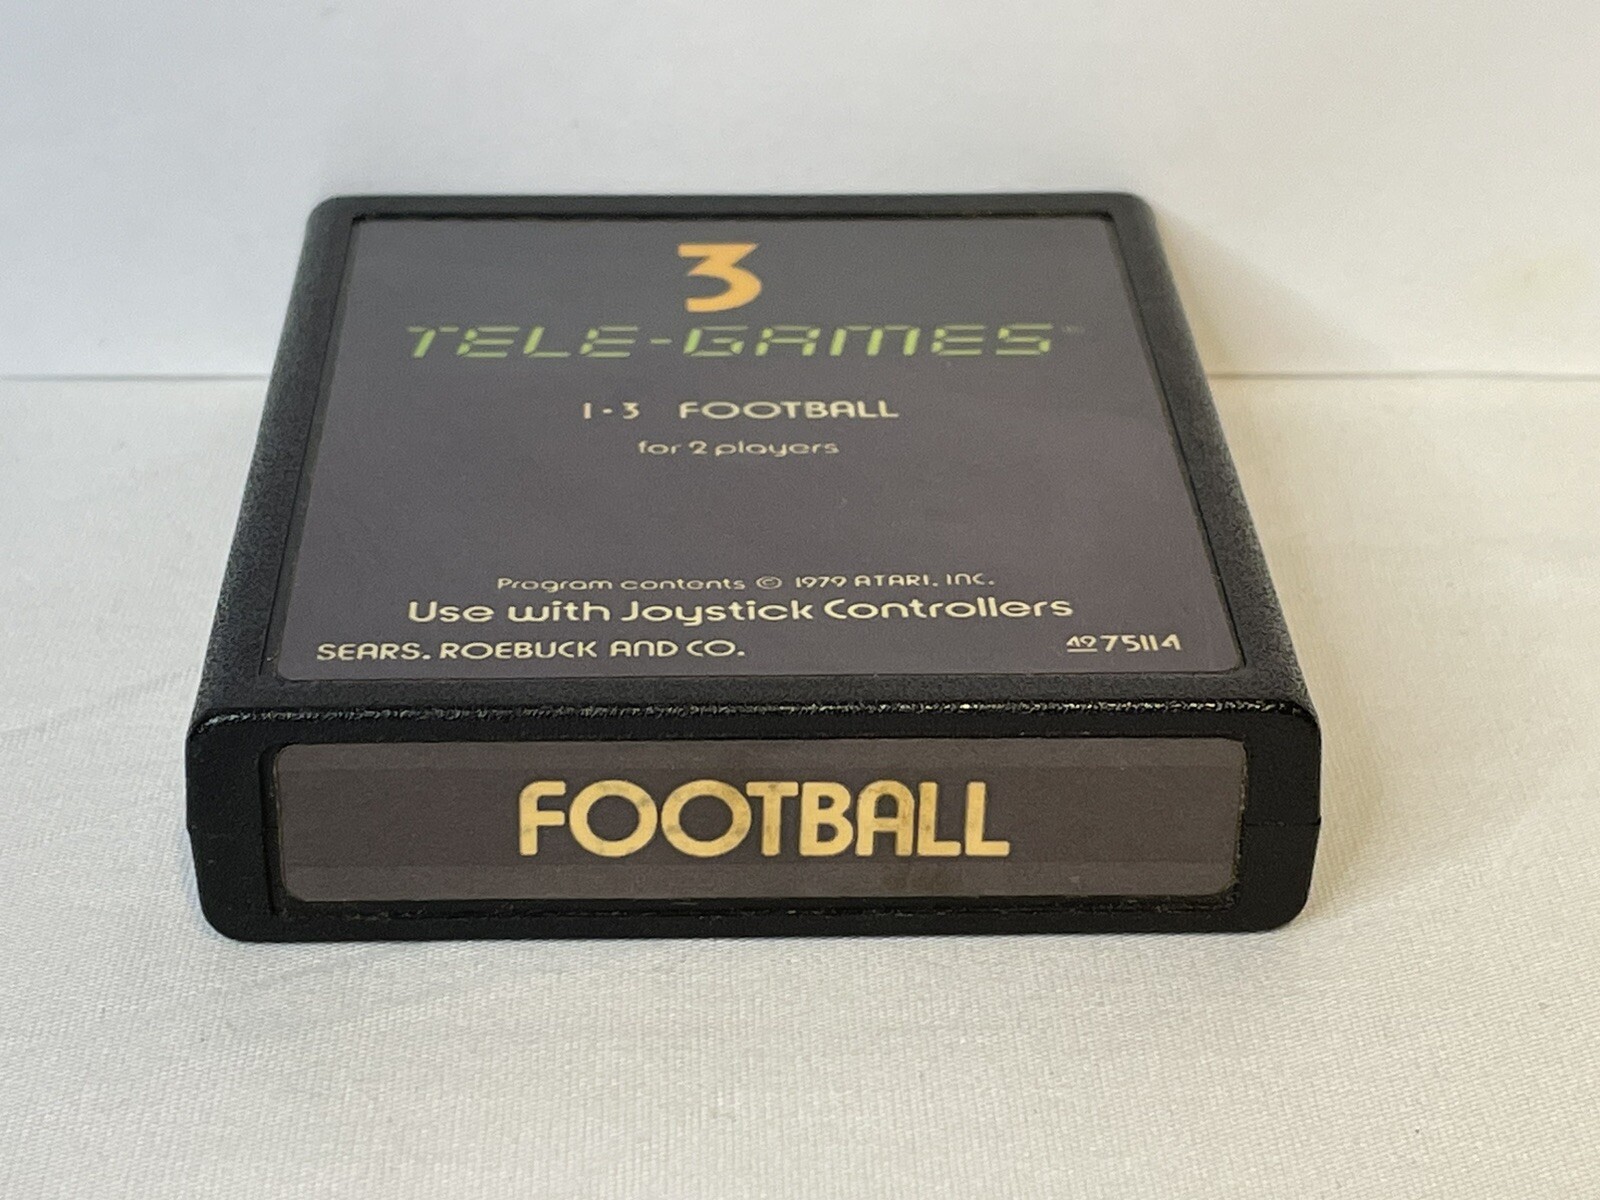 3
TELE-GAMES
1-3 FOOTBALL
for 2 players
Program contents © 1979 ATARI, INC.
Use with Joystick Controllers
SEARS, ROEBUCK AND CO.
49 75114
FOOTBALL